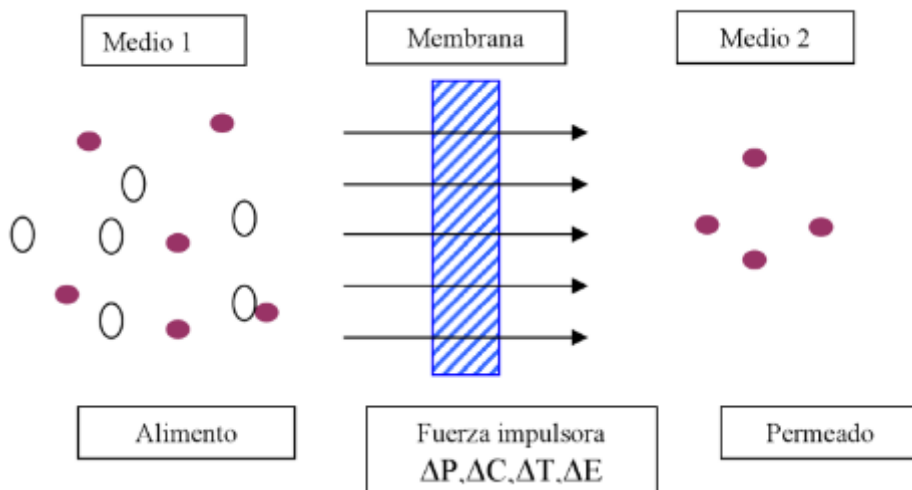 Medio 1
Membrana
Medio 2
Alimento
Fuerza impulsora
ΔP,ΔC,ΔT,ΔE
Permeado